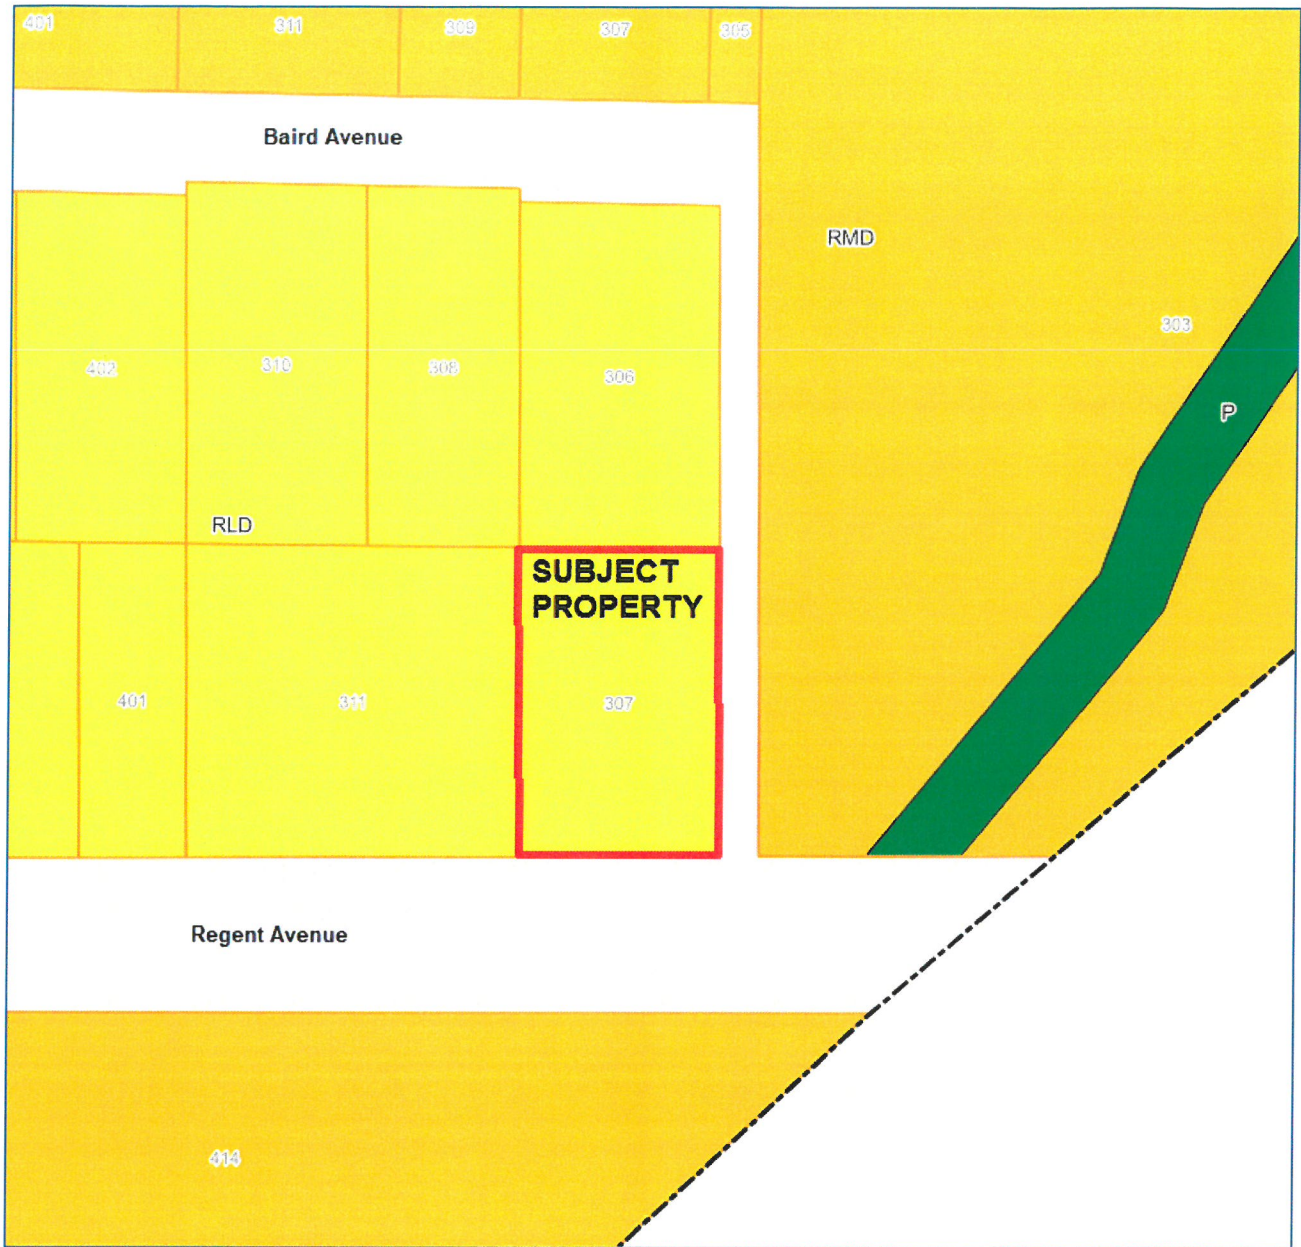 401 311 309 307 305
Baird Avenue
RMD
303
402 310 308 306
P
RLD
SUBJECT
PROPERTY
401 311 307
Regent Avenue
414